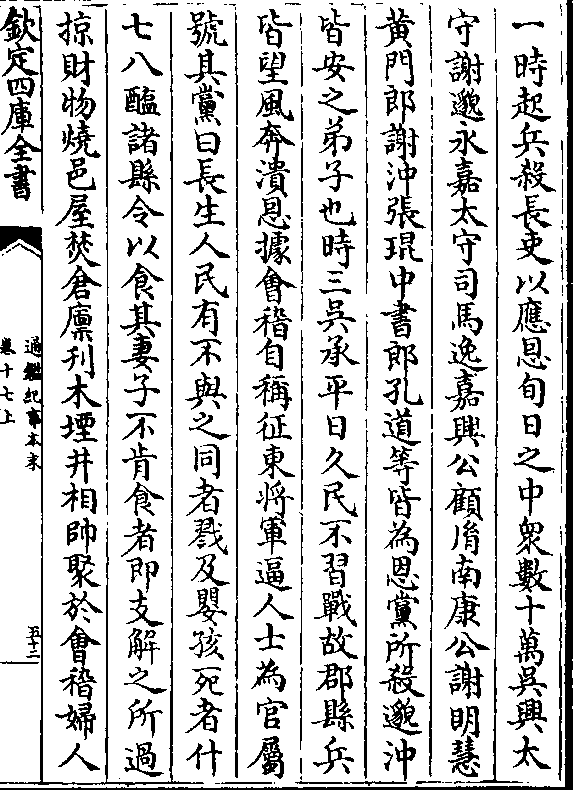 一時起兵殺長吏以應恩旬日之中衆數十萬吳興太
守謝邈永嘉太守司馬逸嘉興公顧胤南康公謝明慧
黄門郎謝沖張琨中書郎孔道等皆為恩黨所殺邈沖
皆安之弟子也時三吳承平日久民不習戰故郡縣兵
皆望風奔潰恩據會稽自稱征東將軍逼人士為官屬
號其黨曰長生人民有不與之同者戮及嬰孩死者什
七八醢諸縣令以食其妻子不肯食者即支解之所過
掠財物燒邑屋焚倉廩刋木堙井相帥聚於會稽婦人
欽定四庫全書
通鑑紀事本末
卷十七上
五十二